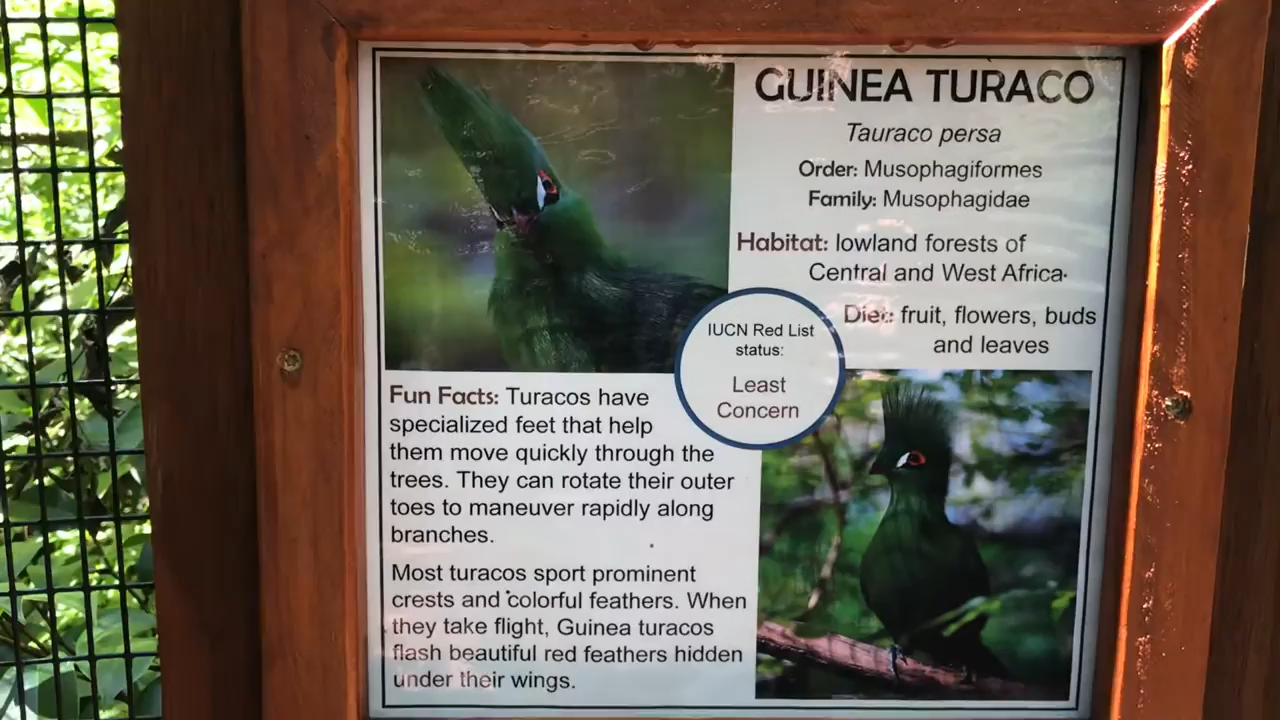 GUINEA TURACO
Tauraco persa
Order: Musophagiformes
Family: Musophagidae
Habitat: lowland forests of
Central and West Africa
Diet: fruit, flowers, buds
and leaves
IUCN Red List
status:
Least
Concern
Fun Facts: Turacos have
specialized feet that help
them move quickly through the
trees. They can rotate their outer
toes to maneuver rapidly along
branches.
Most turacos sport prominent
crests and colorful feathers. When
they take flight, Guinea turacos
flash beautiful red feathers hidden
under their wings.